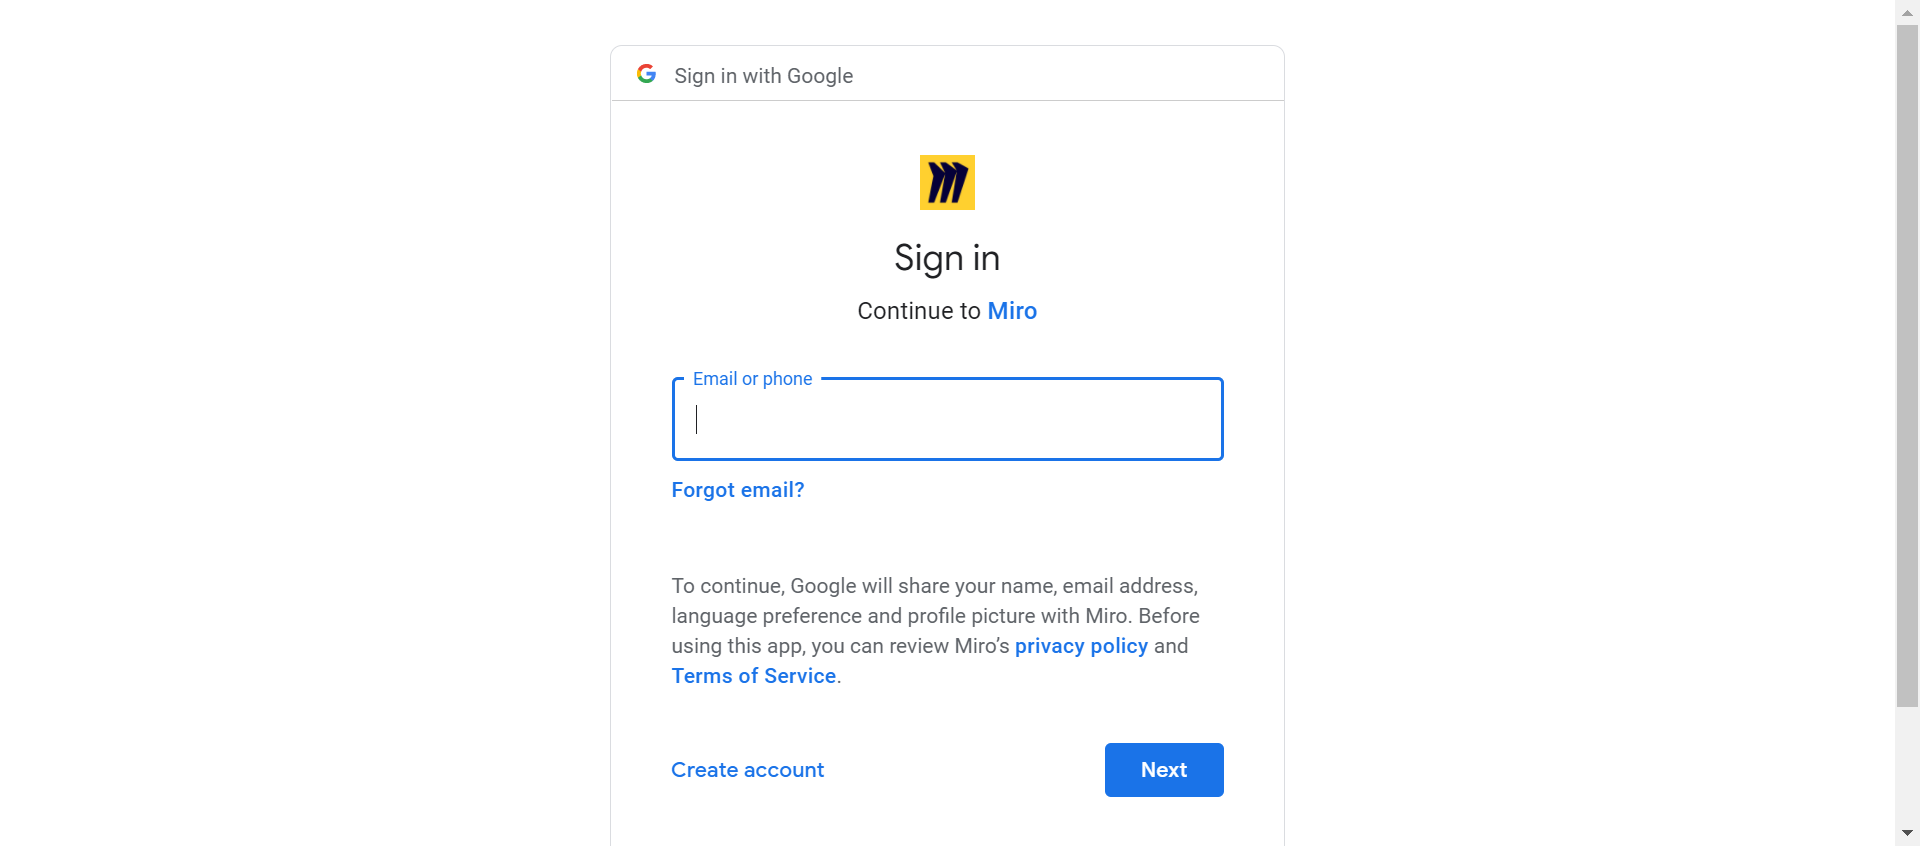 Sign in with Google
Sign in
Continue to Miro
Email or phone
Forgot email?
To continue, Google will share your name, email address,
language preference and profile picture with Miro. Before
using this app, you can review Miro’s privacy policy and
Terms of Service.
Create account
Next